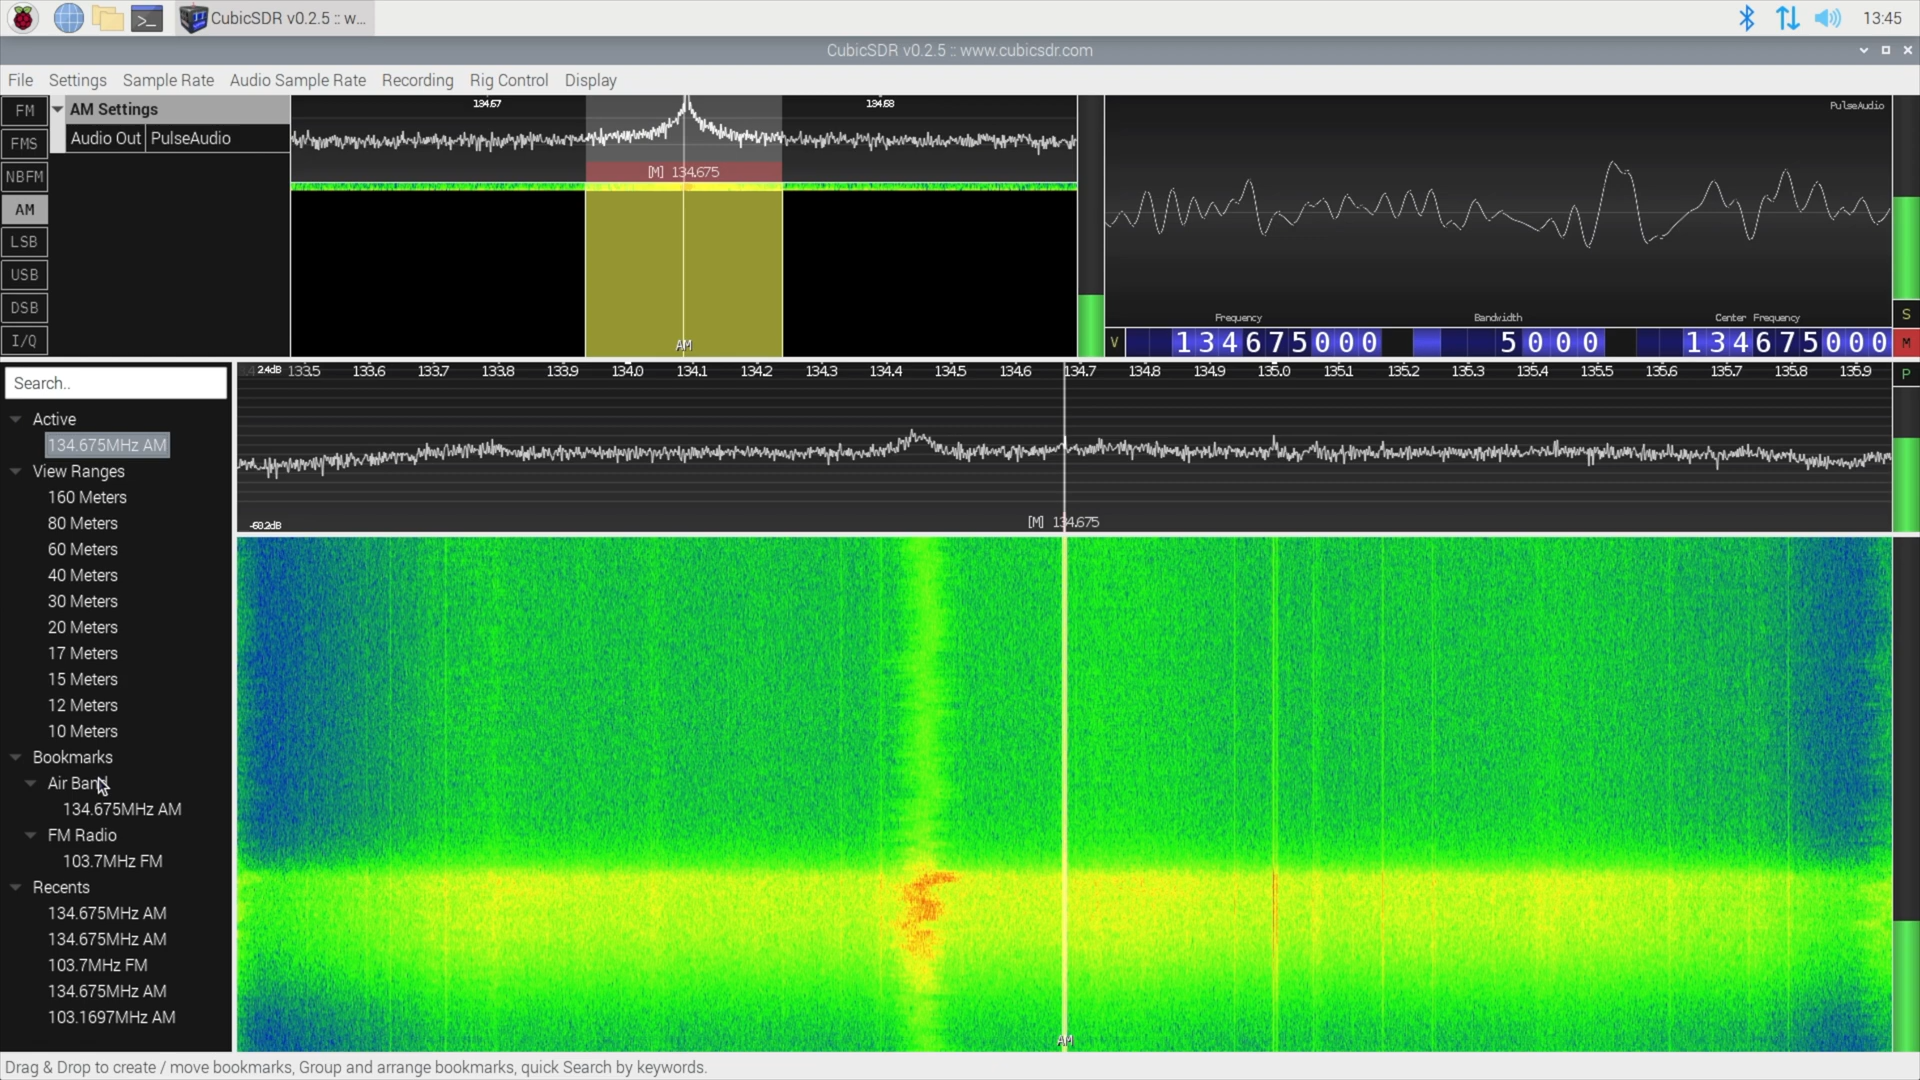 CubicSDR v0.2.5 :: w...
13:45
CubicSDR v0.2.5 :: www.cubicsdr.com
File Settings Sample Rate Audio Sample Rate Recording Rig Control Display
FM
FMS
NBFM
AM
LSB
USB
DSB
I/Q
AM Settings
Audio Out PulseAudio
134.67 134.68
[M] 134.675
AM
PulseAudio
Frequency Bandwidth Center Frequency
V 134675000 5000 134675000
S
M
P
Search..
Active
134.675MHz AM
View Ranges
160 Meters
80 Meters
60 Meters
40 Meters
30 Meters
20 Meters
17 Meters
15 Meters
12 Meters
10 Meters
Bookmarks
Air Band
134.675MHz AM
FM Radio
103.7MHz FM
Recents
134.675MHz AM
134.675MHz AM
103.7MHz FM
134.675MHz AM
103.1697MHz AM
2.4dB 133.5 133.6 133.7 133.8 133.9 134.0 134.1 134.2 134.3 134.4 134.5 134.6 134.7 134.8 134.9 135.0 135.1 135.2 135.3 135.4 135.5 135.6 135.7 135.8 135.9
-60.2dB
[M] 134.675
AM
Drag & Drop to create / move bookmarks, Group and arrange bookmarks, quick Search by keywords.